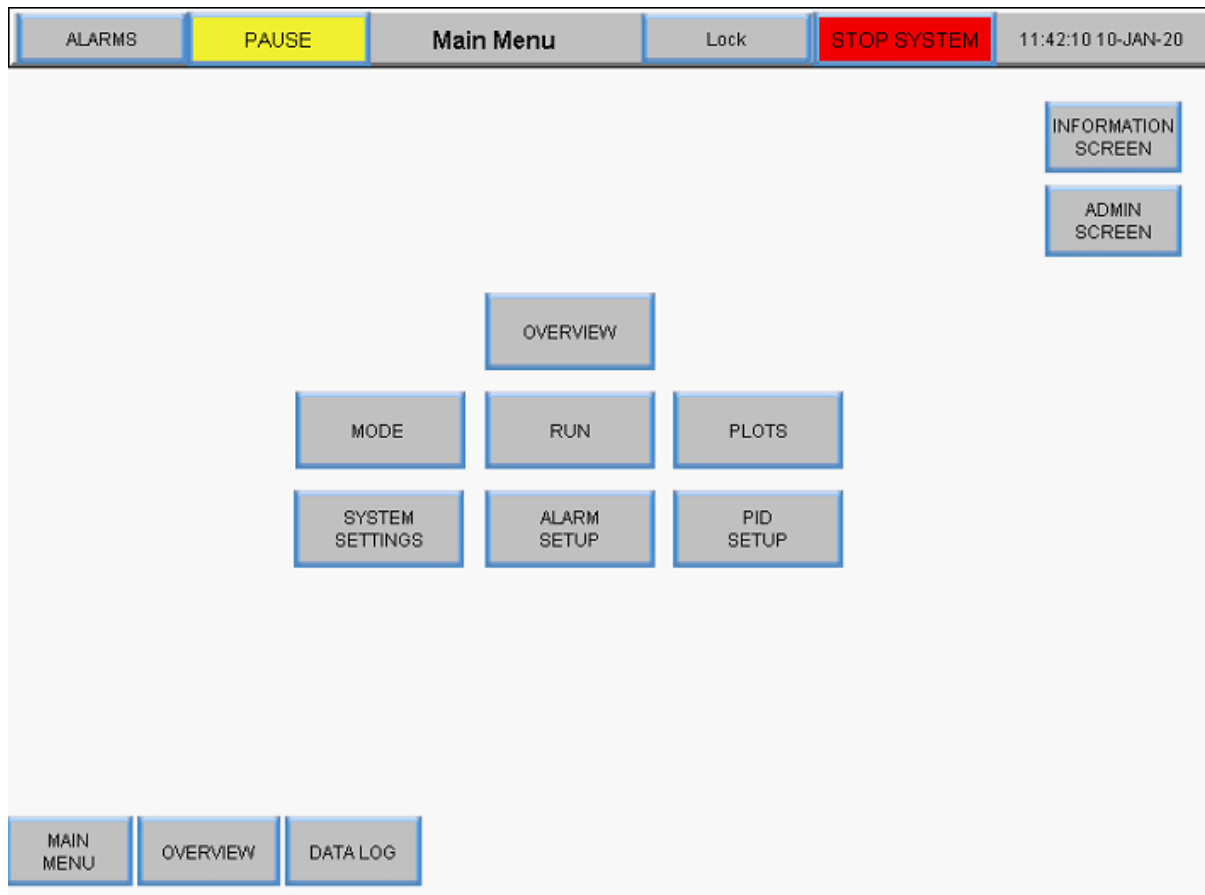 ALARMS
PAUSE
Main Menu
Lock
STOP SYSTEM
11:42:10 10-JAN-20
INFORMATION
SCREEN
ADMIN
SCREEN
OVERVIEW
MODE
RUN
PLOTS
SYSTEM
SETTINGS
ALARM
SETUP
PID
SETUP
MAIN
MENU
OVERVIEW
DATA LOG